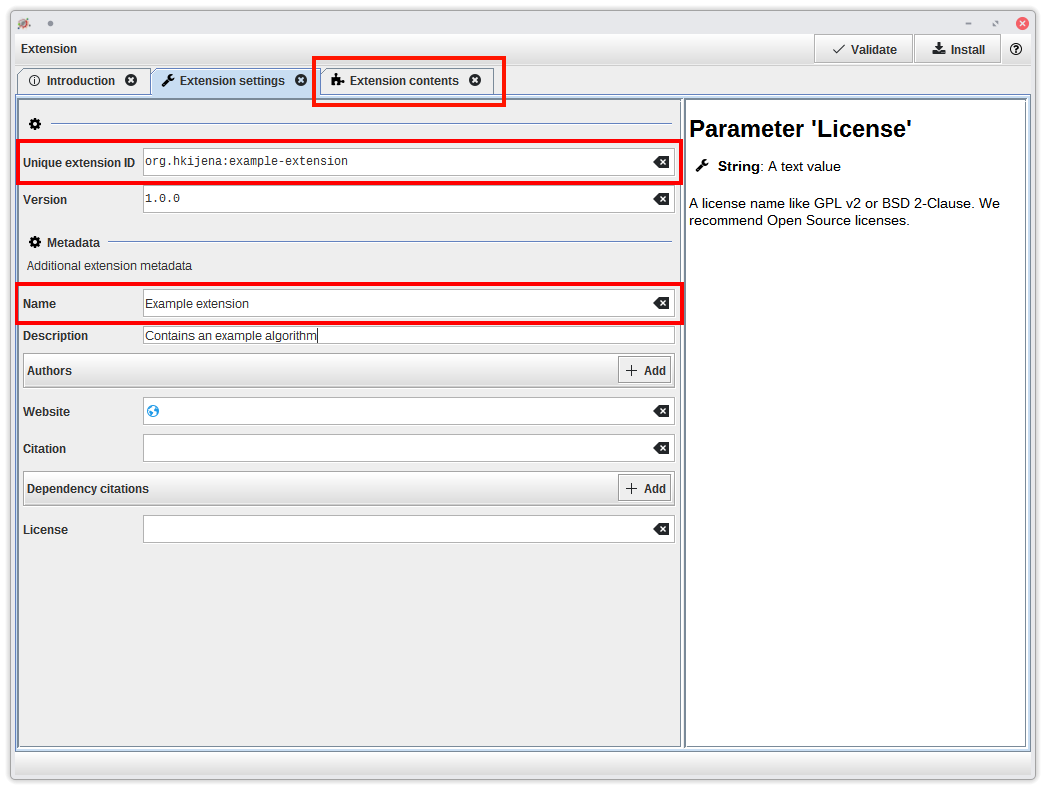 Extension
Validate
Install
Introduction
Extension settings
Extension contents
Unique extension ID
org.hkijena:example-extension
Version
1.0.0
Metadata
Additional extension metadata
Name
Example extension
Description
Contains an example algorithm
Authors
Add
Website
Citation
Dependency citations
Add
License
Parameter 'License'
String: A text value
A license name like GPL v2 or BSD 2-Clause. We
recommend Open Source licenses.